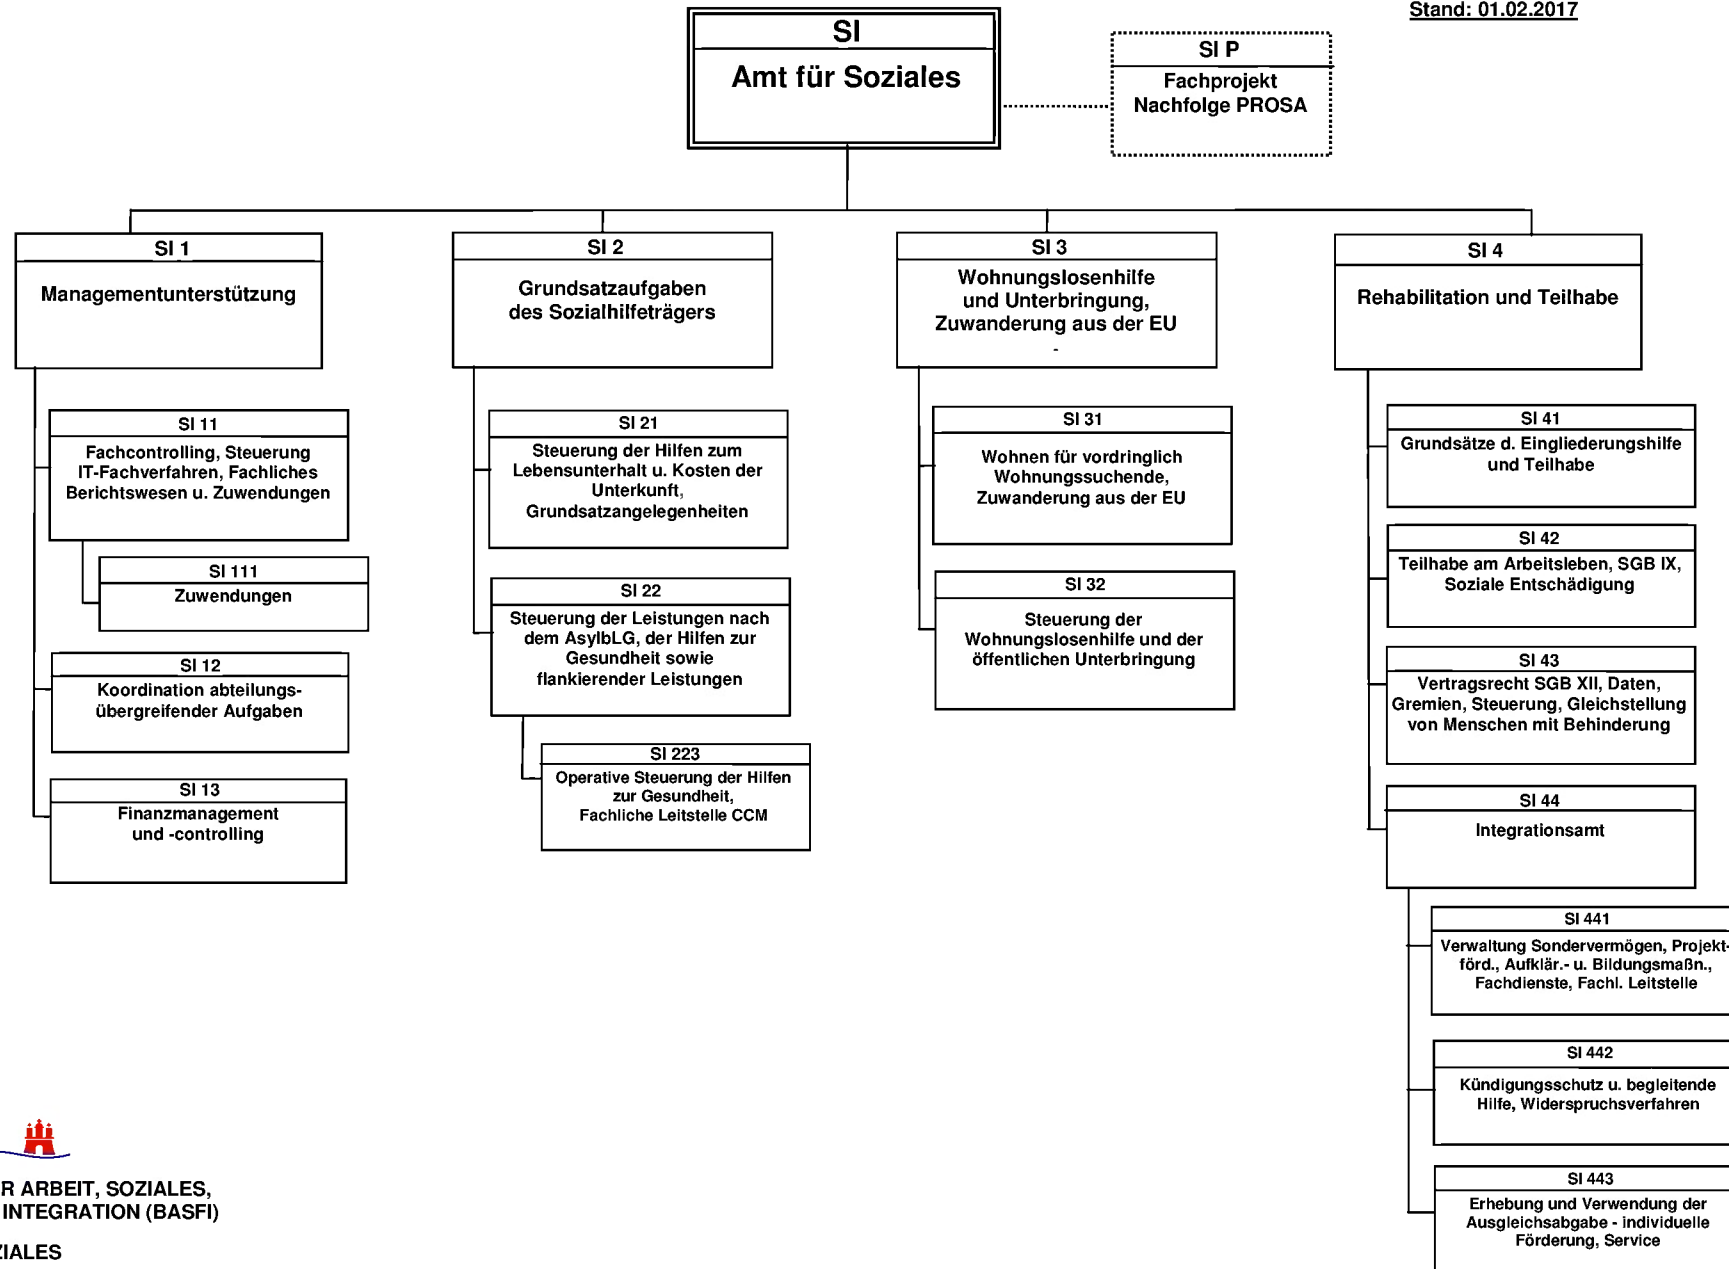 Stand: 01.02.2017
SI
Amt für Soziales
SI P
Fachprojekt
Nachfolge PROSA
SI 1
Managementunterstützung
SI 11
Fachcontrolling, Steuerung
IT-Fachverfahren, Fachliches
Berichtswesen u. Zuwendungen
SI 111
Zuwendungen
SI 12
Koordination abteilungs-
übergreifender Aufgaben
SI 13
Finanzmanagement
und -controlling
SI 2
Grundsatzaufgaben
des Sozialhilfeträgers
SI 21
Steuerung der Hilfen zum
Lebensunterhalt u. Kosten der
Unterkunft,
Grundsatzangelegenheiten
SI 22
Steuerung der Leistungen nach
dem AsylbLG, der Hilfen zur
Gesundheit sowie
flankierender Leistungen
SI 223
Operative Steuerung der Hilfen
zur Gesundheit,
Fachliche Leitstelle CCM
SI 3
Wohnungslosenhilfe
und Unterbringung,
Zuwanderung aus der EU
-
SI 31
Wohnen für vordringlich
Wohnungssuchende,
Zuwanderung aus der EU
SI 32
Steuerung der
Wohnungslosenhilfe und der
öffentlichen Unterbringung
SI 4
Rehabilitation und Teilhabe
SI 41
Grundsätze d. Eingliederungshilfe
und Teilhabe
SI 42
Teilhabe am Arbeitsleben, SGB IX,
Soziale Entschädigung
SI 43
Vertragsrecht SGB XII, Daten,
Gremien, Steuerung, Gleichstellung
von Menschen mit Behinderung
SI 44
Integrationsamt
SI 441
Verwaltung Sondervermögen, Projekt-
förd., Aufklär.- u. Bildungsmaßn.,
Fachdienste, Fachl. Leitstelle
SI 442
Kündigungsschutz u. begleitende
Hilfe, Widerspruchsverfahren
SI 443
Erhebung und Verwendung der
Ausgleichsabgabe - individuelle
Förderung, Service
R ARBEIT, SOZIALES,
INTEGRATION (BASFI)
ZIALES